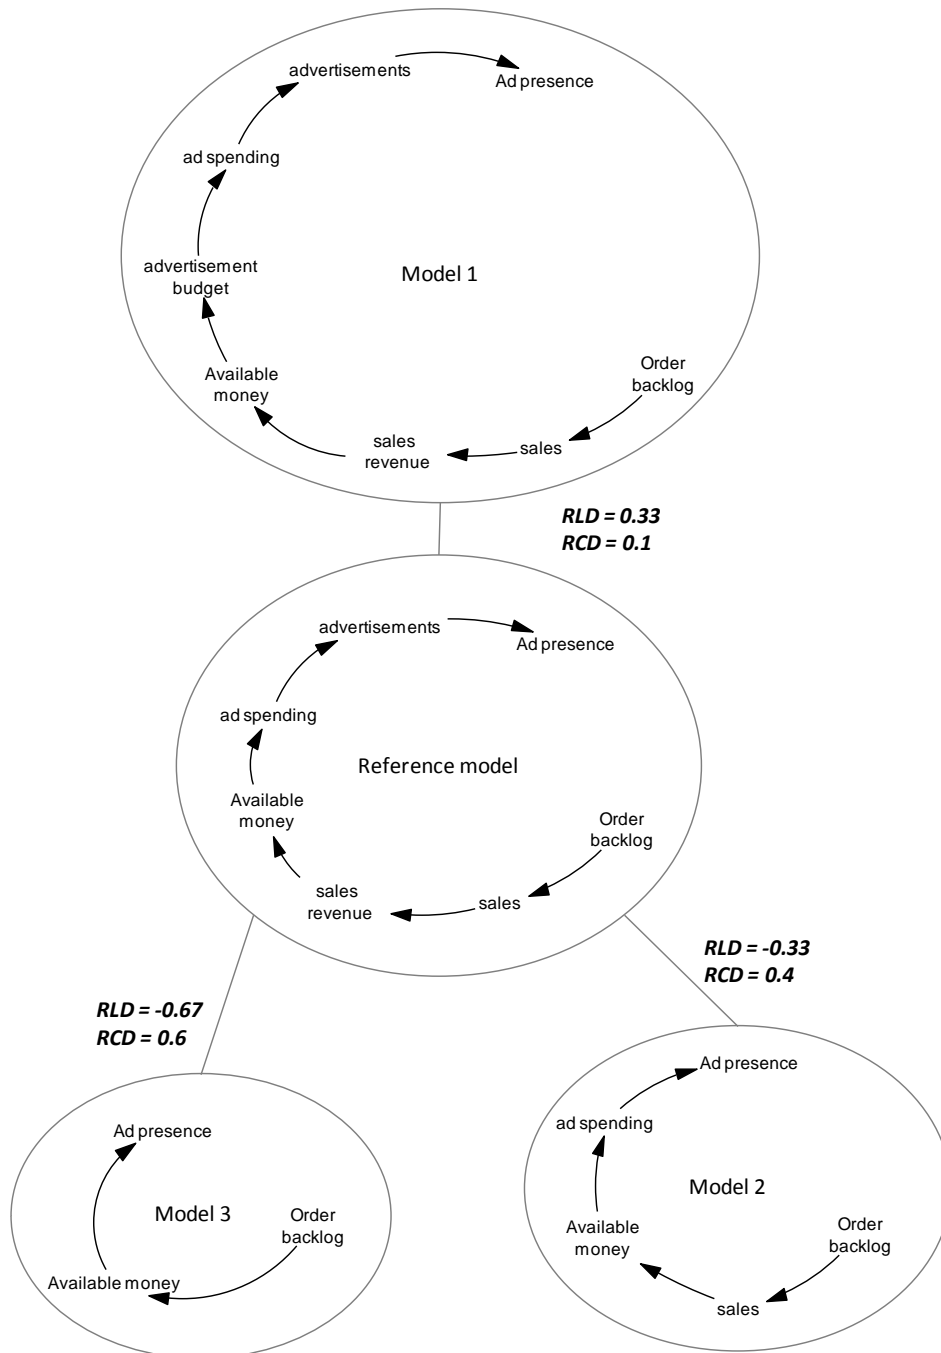 advertisements
Ad presence
ad spending
advertisement
budget
Model 1
Available
money
Order
backlog
sales
revenue
sales
RLD = 0.33
RCD = 0.1
advertisements
Ad presence
ad spending
Reference model
Available
money
Order
backlog
sales
revenue
sales
RLD = -0.67
RCD = 0.6
RLD = -0.33
RCD = 0.4
Ad presence
Model 3
Order
backlog
Available money
Ad presence
ad spending
Model 2
Available
money
Order
backlog
sales